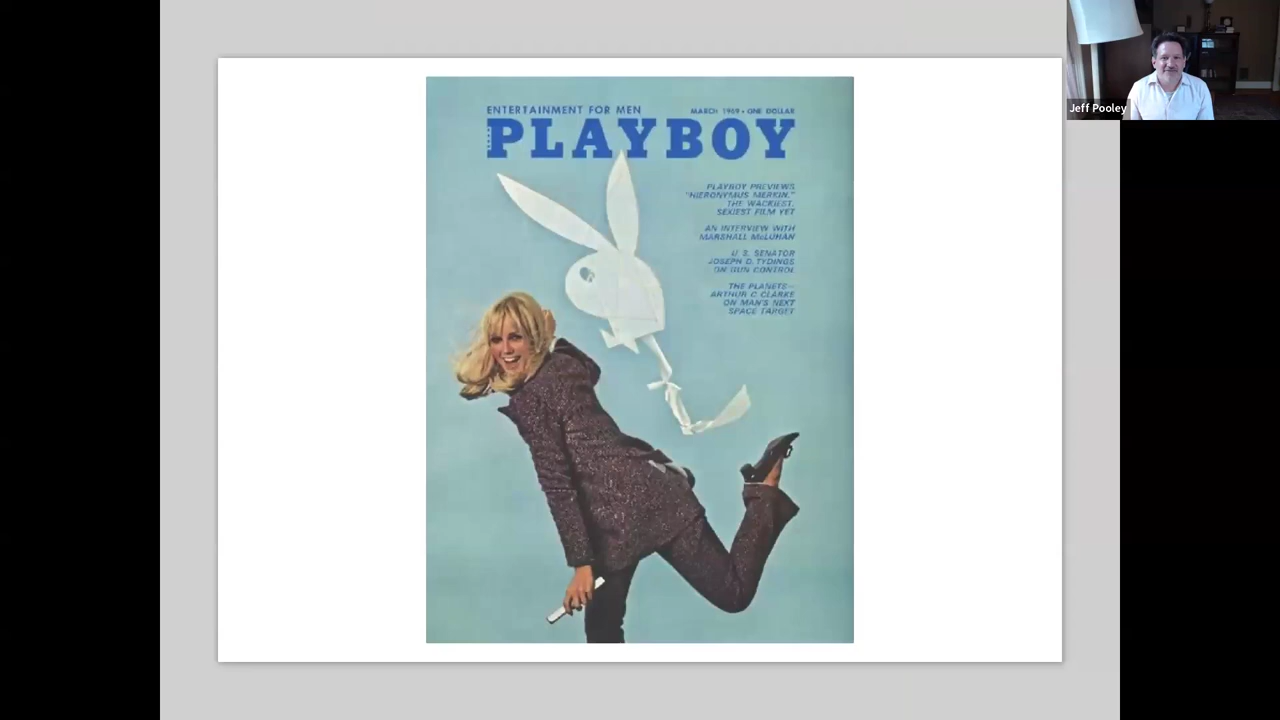 ENTERTAINMENT FOR MEN
MARCH 1969 • ONE DOLLAR
PLAYBOY
PLAYBOY PREVIEWS
"HIERONYMUS MERKIN,"
THE WACKIEST,
SEXIEST FILM YET
AN INTERVIEW WITH
MARSHALL McLUHAN
U. S. SENATOR
JOSEPH D. TYDINGS
ON GUN CONTROL
THE PLANETS—
ARTHUR C. CLARKE
ON MAN'S NEXT
SPACE TARGET
Jeff Pooley